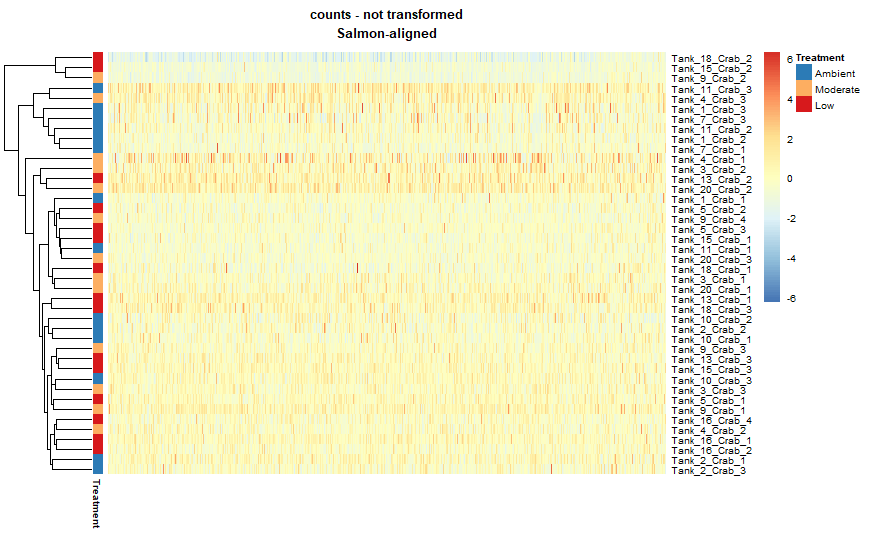 counts - not transformed
Salmon-aligned
Tank_18_Crab_2
Tank_15_Crab_2
Tank_9_Crab_2
Tank_11_Crab_3
Tank_4_Crab_3
Tank_1_Crab_3
Tank_7_Crab_3
Tank_11_Crab_2
Tank_1_Crab_2
Tank_7_Crab_1
Tank_4_Crab_1
Tank_3_Crab_2
Tank_13_Crab_2
Tank_20_Crab_2
Tank_1_Crab_1
Tank_5_Crab_2
Tank_9_Crab_4
Tank_5_Crab_3
Tank_15_Crab_1
Tank_11_Crab_1
Tank_20_Crab_3
Tank_18_Crab_1
Tank_3_Crab_1
Tank_20_Crab_1
Tank_13_Crab_1
Tank_18_Crab_3
Tank_10_Crab_2
Tank_2_Crab_2
Tank_10_Crab_1
Tank_9_Crab_3
Tank_13_Crab_3
Tank_15_Crab_3
Tank_10_Crab_3
Tank_3_Crab_3
Tank_5_Crab_1
Tank_9_Crab_1
Tank_16_Crab_4
Tank_4_Crab_2
Tank_16_Crab_1
Tank_16_Crab_2
Tank_2_Crab_1
Tank_2_Crab_3
6
4
2
0
-2
-4
-6
Treatment
Ambient
Moderate
Low
Treatment